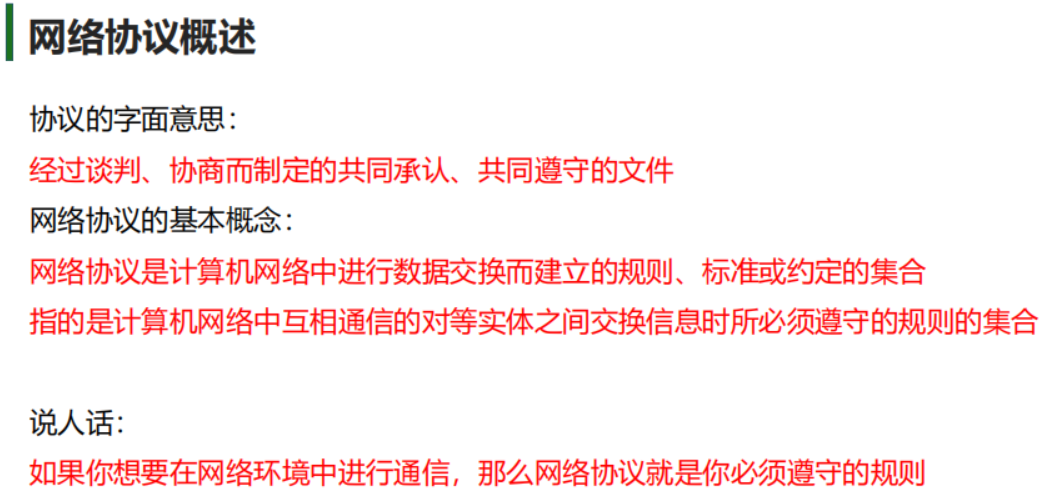 网络协议概述
协议的字面意思：
经过谈判、协商而制定的共同承认、共同遵守的文件
网络协议的基本概念：
网络协议是计算机网络中进行数据交换而建立的规则、标准或约定的集合
指的是计算机网络中互相通信的对等实体之间交换信息时所必须遵守的规则的集合
说人话：
如果你想要在网络环境中进行通信，那么网络协议就是你必须遵守的规则